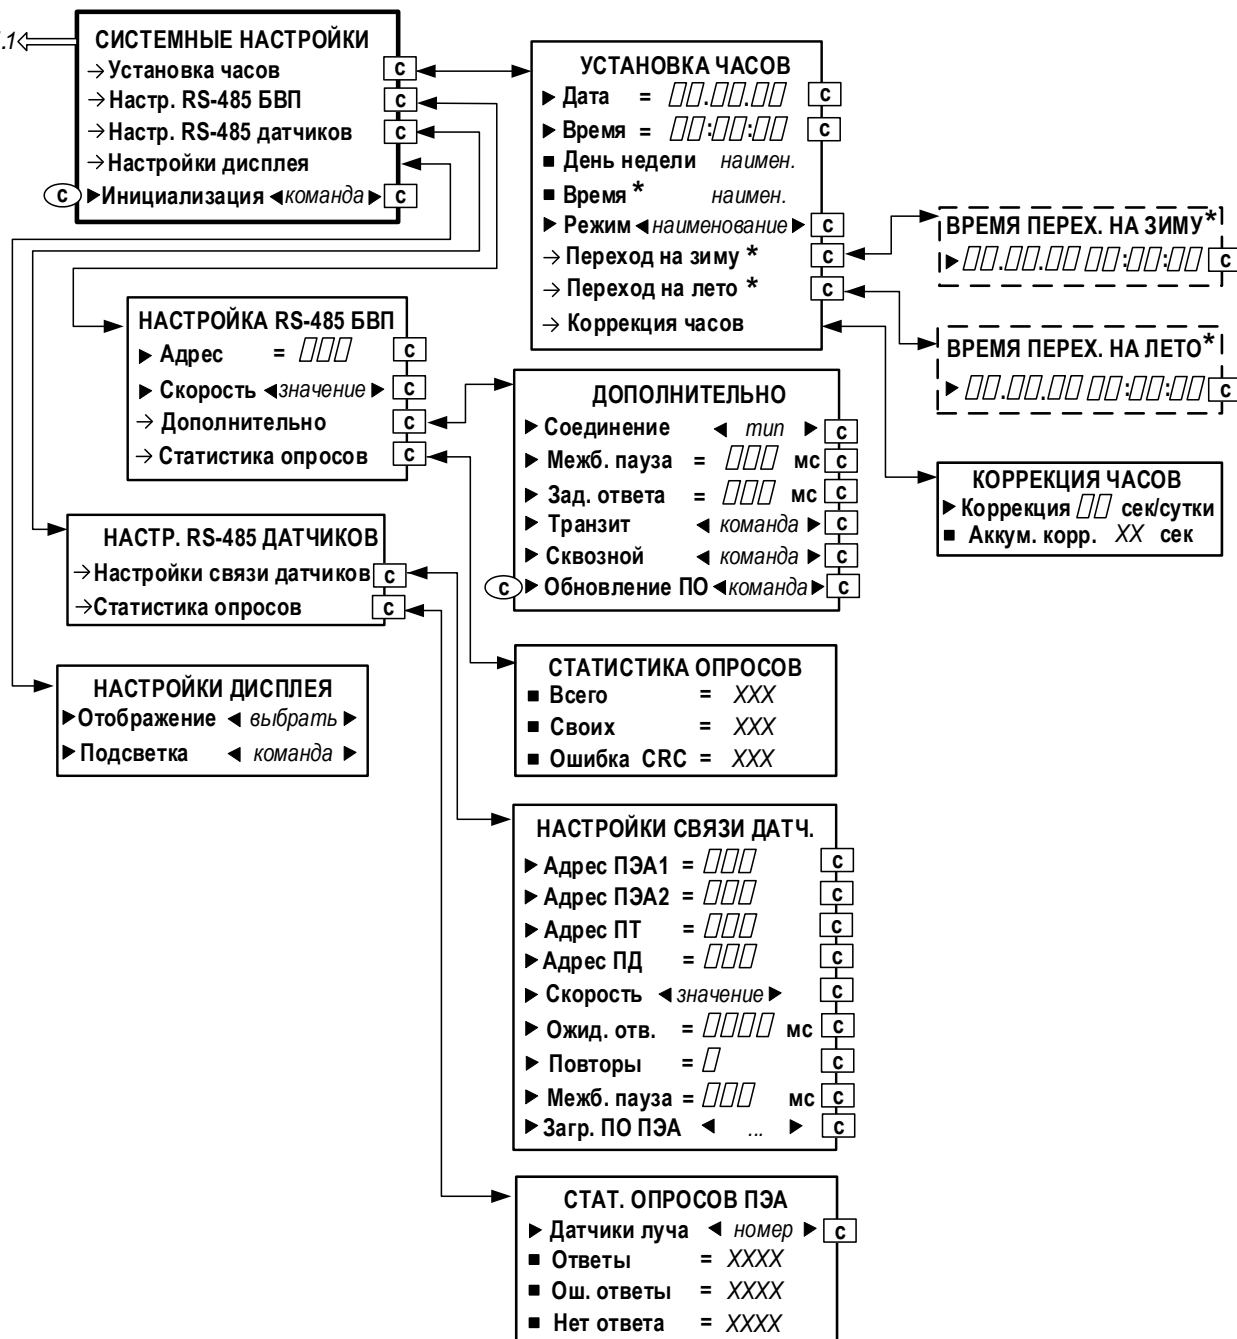 .1
СИСТЕМНЫЕ НАСТРОЙКИ
→Установка часов С
→Настр. RS-485 БВП С
→Настр. RS-485 датчиков С
→Настройки дисплея
С ►Инициализация ◄команда► С
УСТАНОВКА ЧАСОВ
► Дата = 00.00.00 С
► Время = 00:00:00 С
■ День недели наимен.
■ Время * наимен.
► Режим ◄наименование► С
→ Переход на зиму * С
→ Переход на лето * С
→ Коррекция часов
ВРЕМЯ ПЕРЕХ. НА ЗИМУ*
►00.00.00 00:00:00 С
ВРЕМЯ ПЕРЕХ. НА ЛЕТО*
►00.00.00 00:00:00 С
КОРРЕКЦИЯ ЧАСОВ
► Коррекция 00 сек/сутки
■ Аккум. корр. XX сек
НАСТРОЙКА RS-485 БВП
► Адрес = 000 С
► Скорость ◄значение► С
→ Дополнительно С
→ Статистика опросов С
ДОПОЛНИТЕЛЬНО
► Соединение ◄ тип ► С
► Межб. пауза = 000 мс С
► Зад. ответа = 000 мс С
► Транзит ◄ команда ► С
► Сквозной ◄ команда ► С
С ► Обновление ПО ◄команда► С
НАСТР. RS-485 ДАТЧИКОВ
→Настройки связи датчиков С
→Статистика опросов С
СТАТИСТИКА ОПРОСОВ
■ Всего = XXX
■ Своих = XXX
■ Ошибка CRC = XXX
НАСТРОЙКИ ДИСПЛЕЯ
►Отображение ◄ выбрать ►
►Подсветка ◄ команда ►
НАСТРОЙКИ СВЯЗИ ДАТЧ.
► Адрес ПЭА1 = 000 С
► Адрес ПЭА2 = 000 С
► Адрес ПТ = 000 С
► Адрес ПД = 000 С
► Скорость ◄значение► С
► Ожид. отв. = 0000 мс С
► Повторы = 0 С
► Межб. пауза = 000 мс С
►Загр. ПО ПЭА ◄ ... ► С
СТАТ. ОПРОСОВ ПЭА
► Датчики луча ◄ номер ► С
■ Ответы = XXXX
■ Ош. ответы = XXXX
■ Нет ответа = XXXX